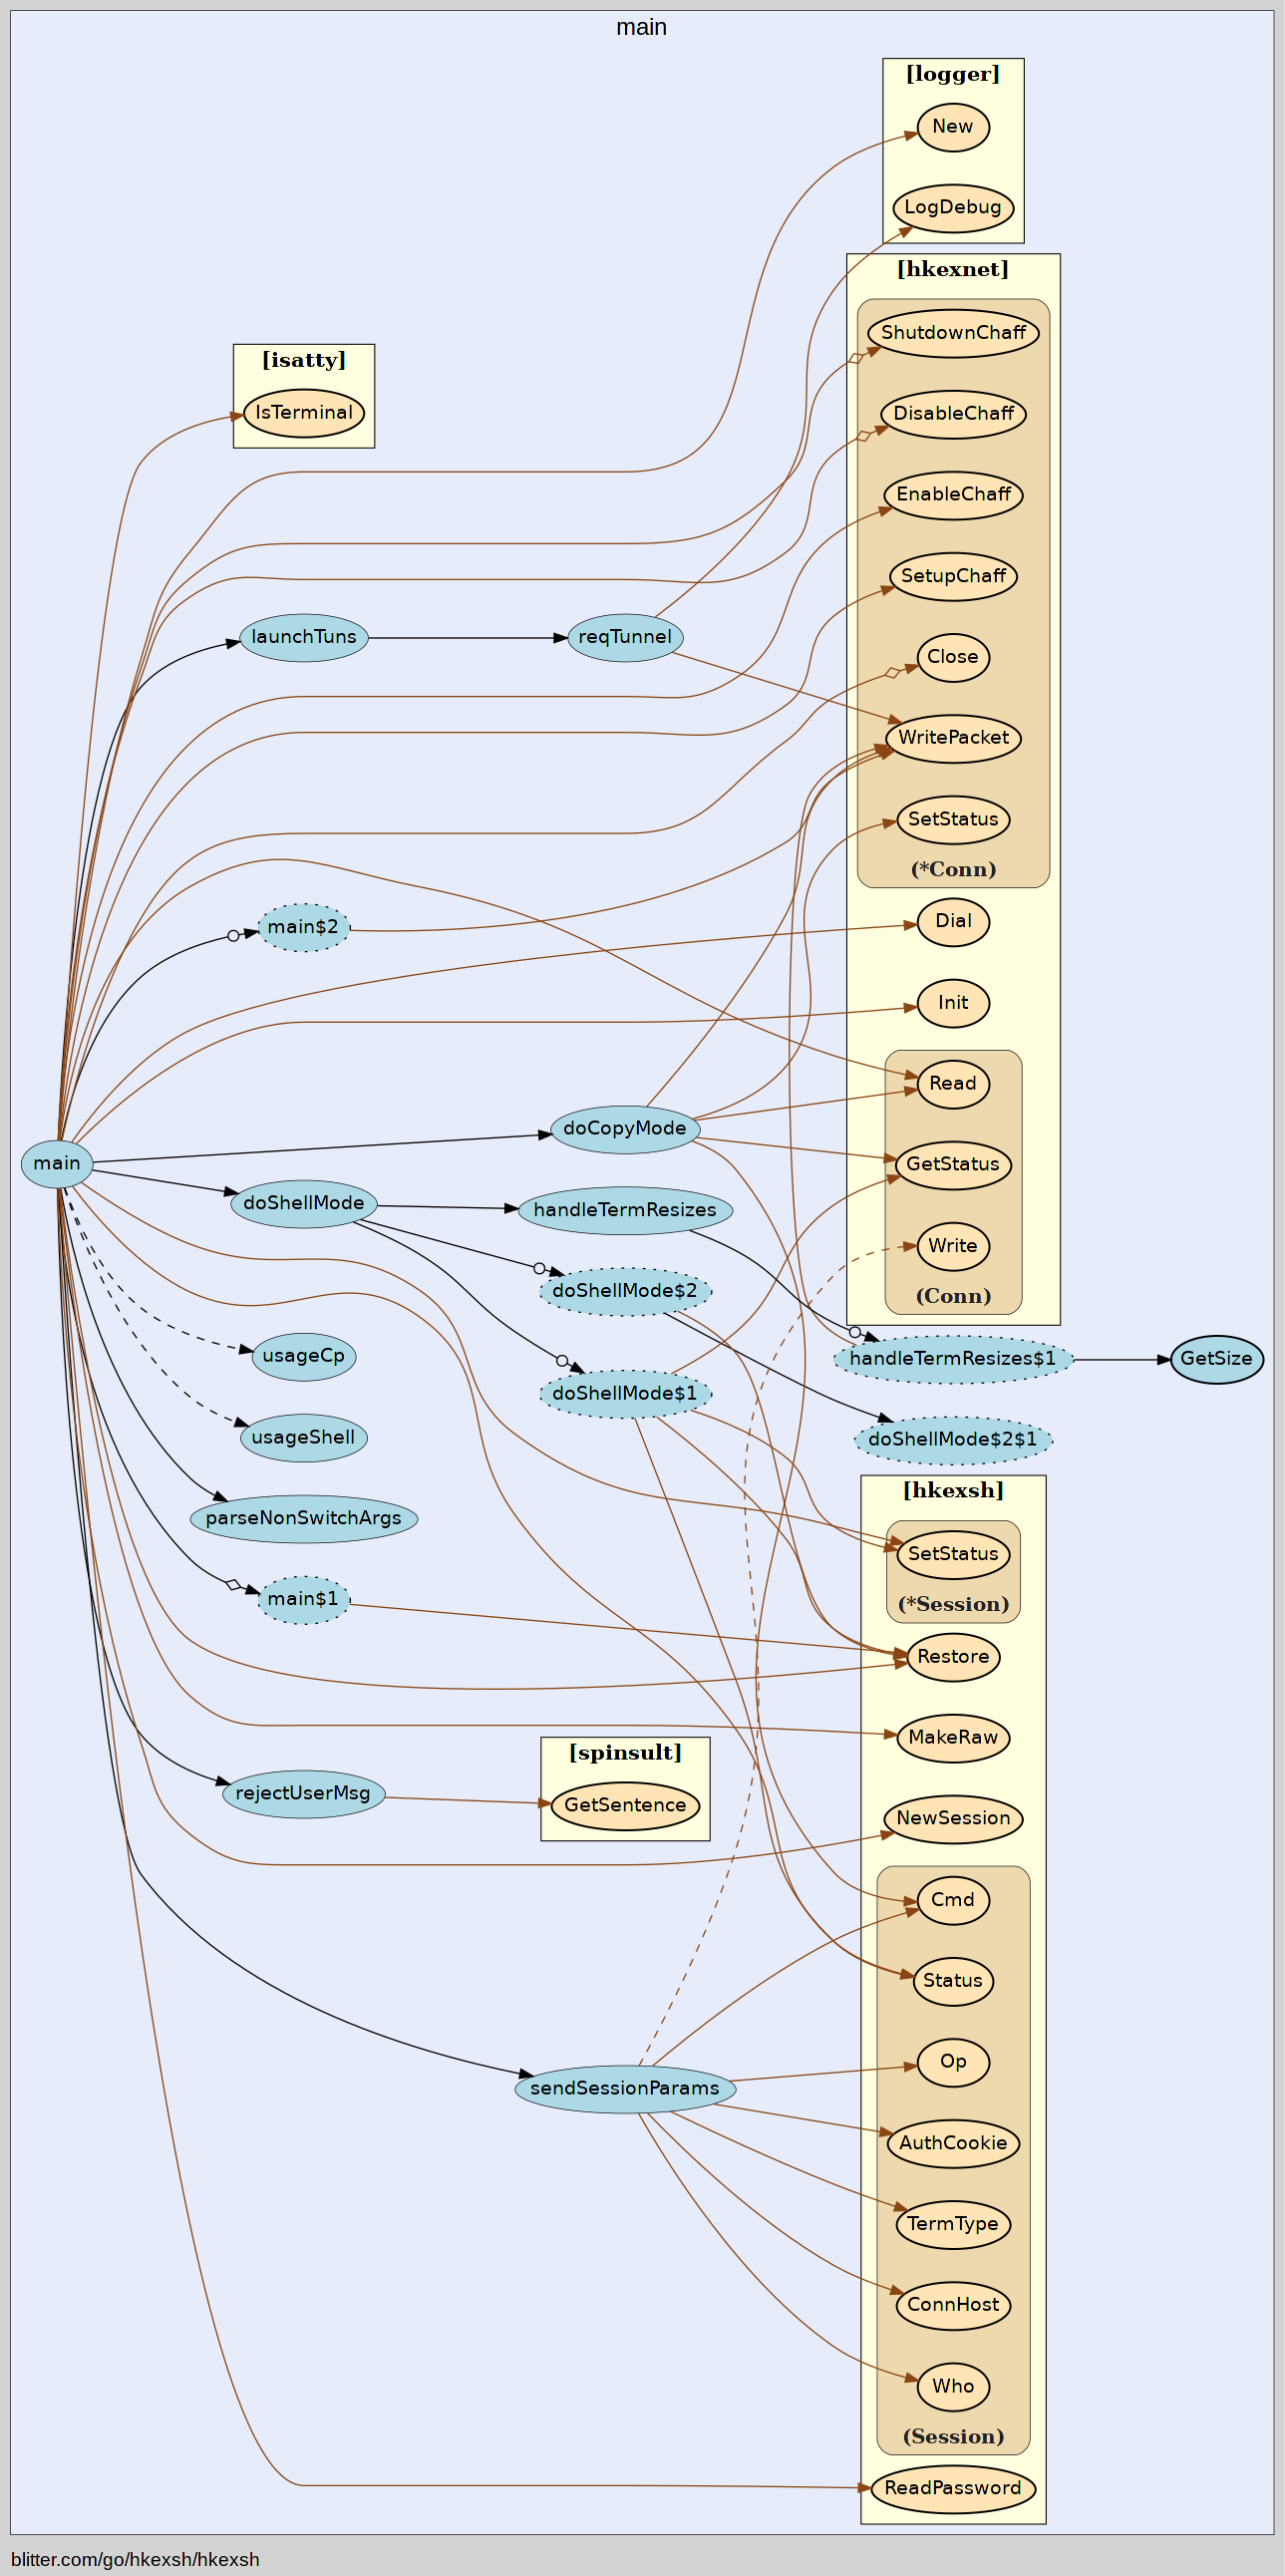 main
[logger]
New
LogDebug
[hkexnet]
ShutdownChaff
DisableChaff
EnableChaff
SetupChaff
Close
WritePacket
SetStatus
(*Conn)
Dial
Init
Read
GetStatus
Write
(Conn)
[isatty]
IsTerminal
launchTuns
reqTunnel
main$2
main
doCopyMode
doShellMode
handleTermResizes
doShellMode$2
usageCp
doShellMode$1
handleTermResizes$1
GetSize
usageShell
doShellMode$2$1
parseNonSwitchArgs
main$1
[hkexsh]
SetStatus
(*Session)
Restore
MakeRaw
NewSession
[spinsult]
GetSentence
rejectUserMsg
Cmd
Status
Op
sendSessionParams
AuthCookie
TermType
ConnHost
Who
(Session)
ReadPassword
blitter.com/go/hkexsh/hkexsh